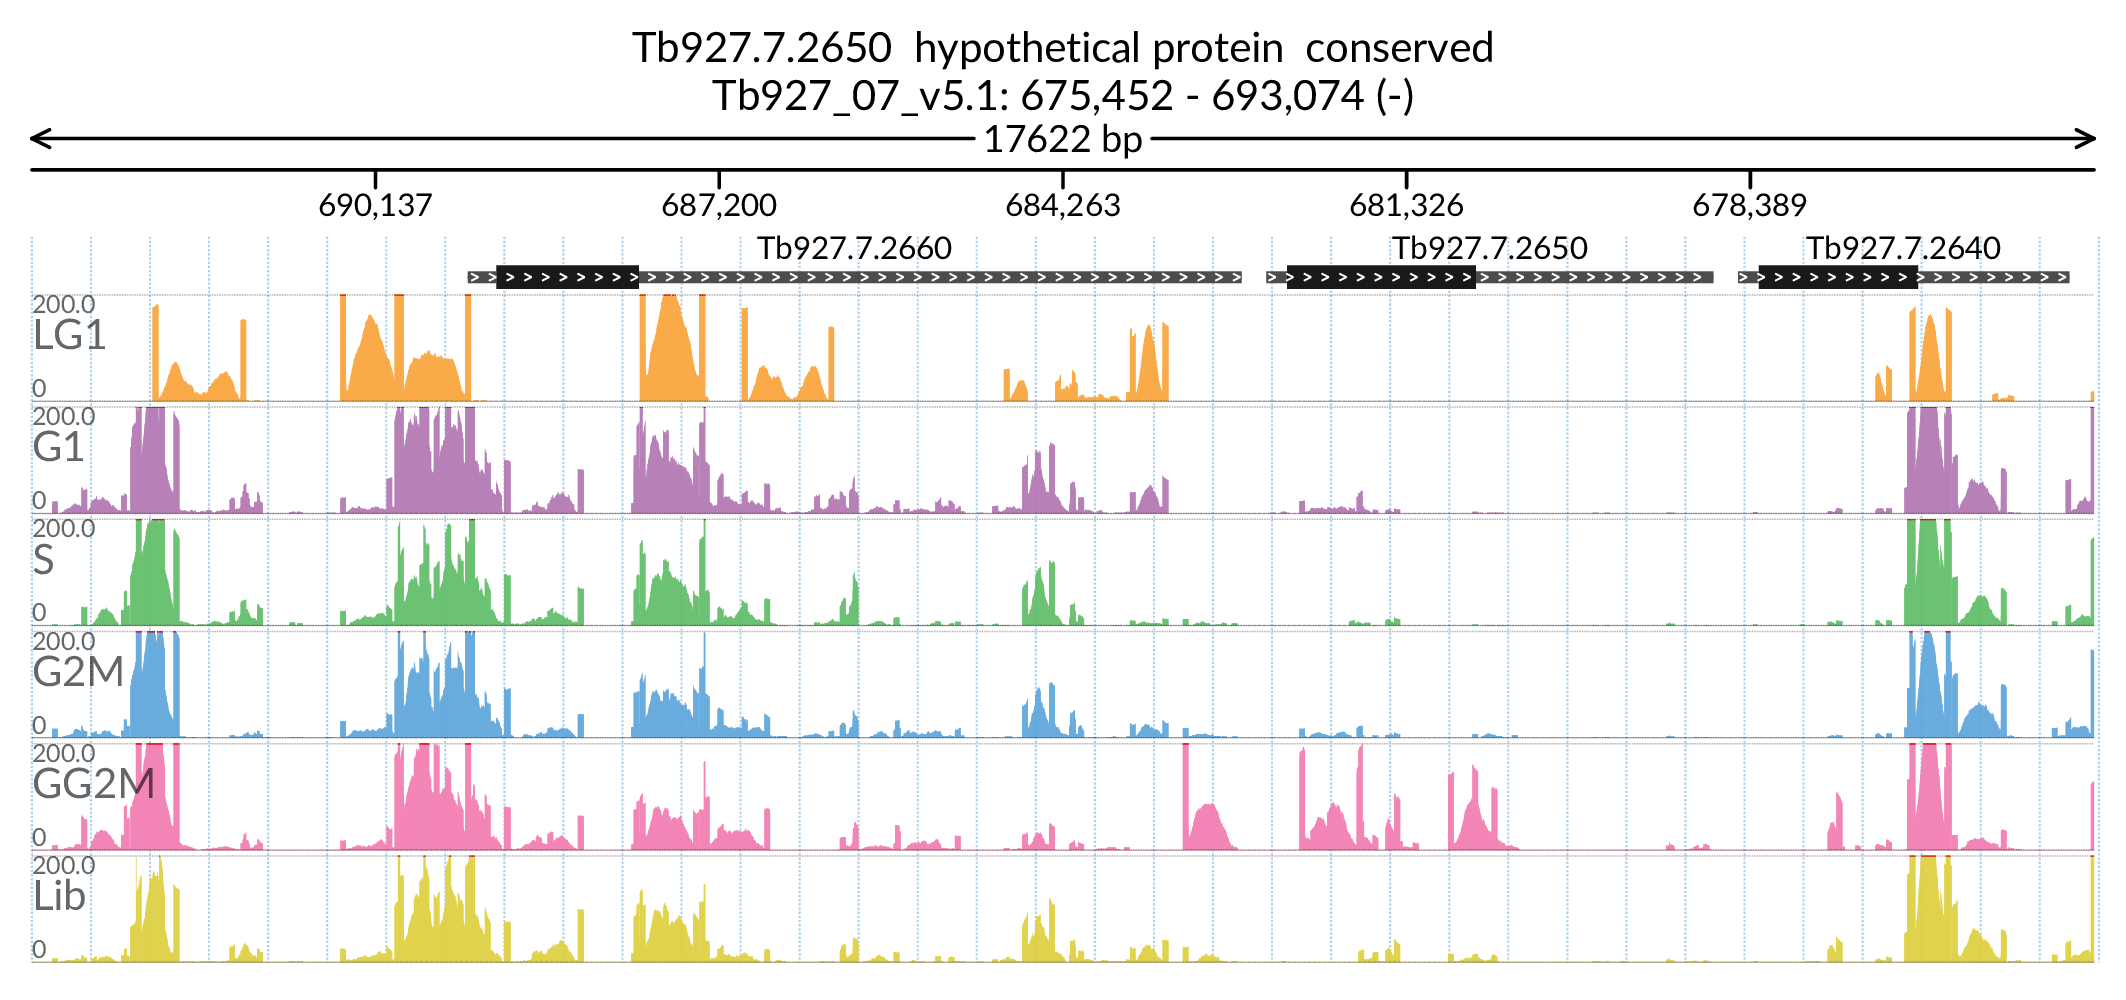 Tb927.7.2650 hypothetical protein conserved
Tb927_07_v5.1: 675,452 - 693,074 (-)
17622 bp
690,137 687,200 684,263 681,326 678,389
Tb927.7.2660 Tb927.7.2650 Tb927.7.2640
200.0
LG1
0
200.0
G1
0
200.0
S
0
200.0
G2M
0
200.0
GG2M
0
200.0
Lib
0